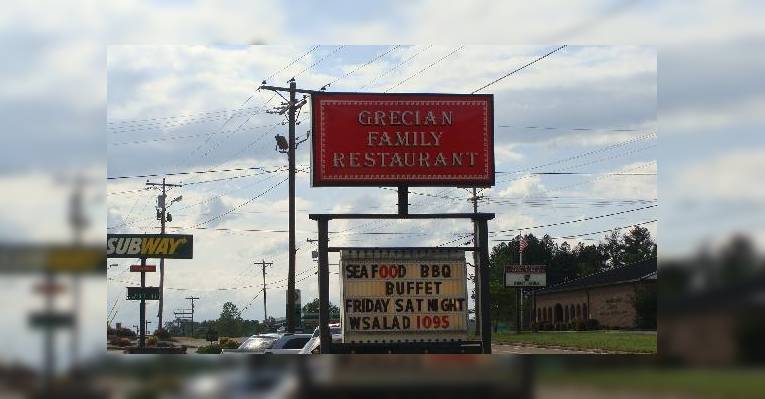 GRECIAN
FAMILY
RESTAURANT
SUBWAY
SEAFOOD BBQ
BUFFET
FRIDAY SAT NIGHT
WSALAD 1095